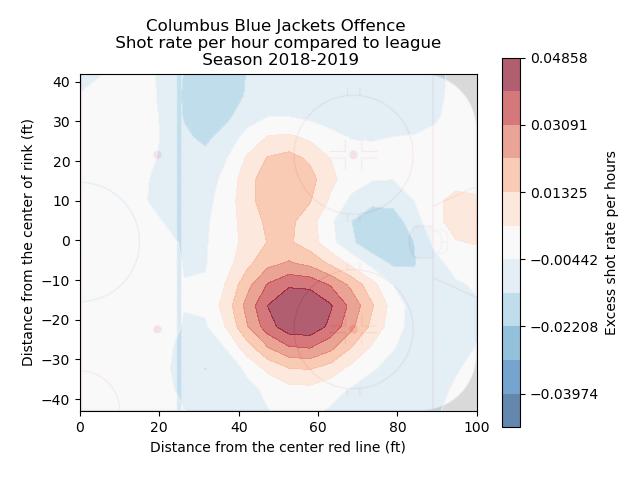 Columbus Blue Jackets Offence
Shot rate per hour compared to league
Season 2018-2019
Distance from the center of rink (ft)
40
30
20
10
0
−10
−20
−30
−40
0 20 40 60 80 100
Distance from the center red line (ft)
0.04858
0.03091
0.01325
−0.00442
−0.02208
−0.03974
Excess shot rate per hours